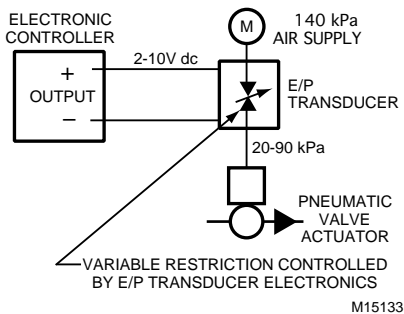 ELECTRONIC
CONTROLLER
+
OUTPUT
–
2-10V dc
M
140 kPa
AIR SUPPLY
E/P
TRANSDUCER
20-90 kPa
PNEUMATIC
VALVE
ACTUATOR
VARIABLE RESTRICTION CONTROLLED
BY E/P TRANSDUCER ELECTRONICS
M15133